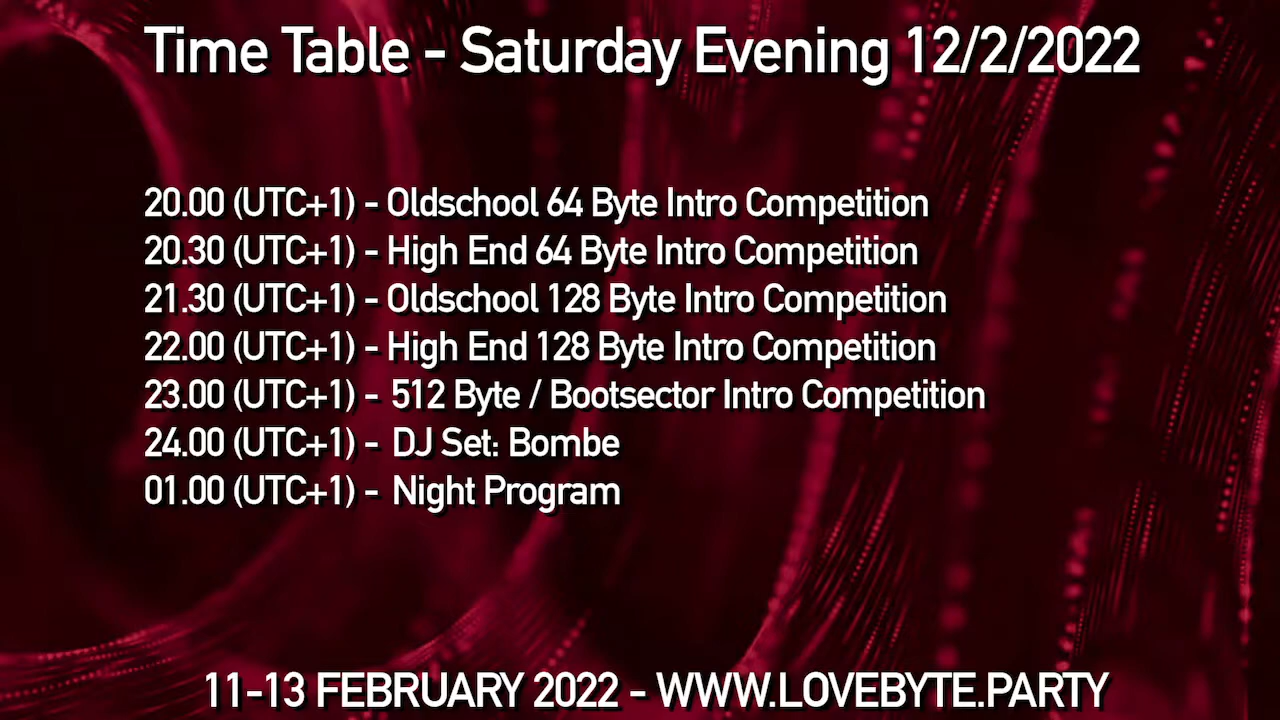 Time Table - Saturday Evening 12/2/2022
20.00 (UTC+1) - Oldschool 64 Byte Intro Competition
20.30 (UTC+1) - High End 64 Byte Intro Competition
21.30 (UTC+1) - Oldschool 128 Byte Intro Competition
22.00 (UTC+1) - High End 128 Byte Intro Competition
23.00 (UTC+1) - 512 Byte / Bootsector Intro Competition
24.00 (UTC+1) - DJ Set: Bombe
01.00 (UTC+1) - Night Program
11-13 FEBRUARY 2022 - WWW.LOVEBYTE.PARTY